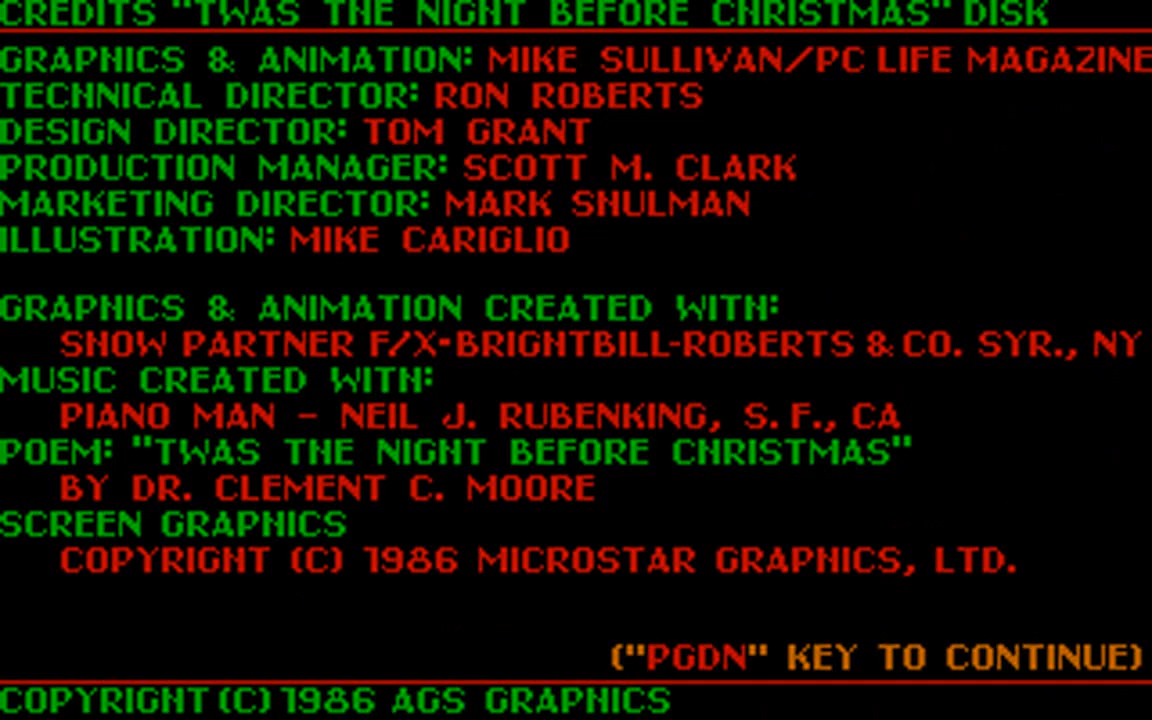 CREDITS "TWAS THE NIGHT BEFORE CHRISTMAS" DISK
GRAPHICS & ANIMATION: MIKE SULLIVAN/PC LIFE MAGAZINE
TECHNICAL DIRECTOR: RON ROBERTS
DESIGN DIRECTOR: TOM GRANT
PRODUCTION MANAGER: SCOTT M. CLARK
MARKETING DIRECTOR: MARK SHULMAN
ILLUSTRATION: MIKE CARIGLIO
GRAPHICS & ANIMATION CREATED WITH:
SHOW PARTNER F/X-BRIGHTBILL-ROBERTS & CO. SYR., NY
MUSIC CREATED WITH:
PIANO MAN - NEIL J. RUBENKING, S.F., CA
POEM: "TWAS THE NIGHT BEFORE CHRISTMAS"
BY DR. CLEMENT C. MOORE
SCREEN GRAPHICS
COPYRIGHT (C) 1986 MICROSTAR GRAPHICS, LTD.
("PGDN" KEY TO CONTINUE)
COPYRIGHT (C) 1986 AGS GRAPHICS